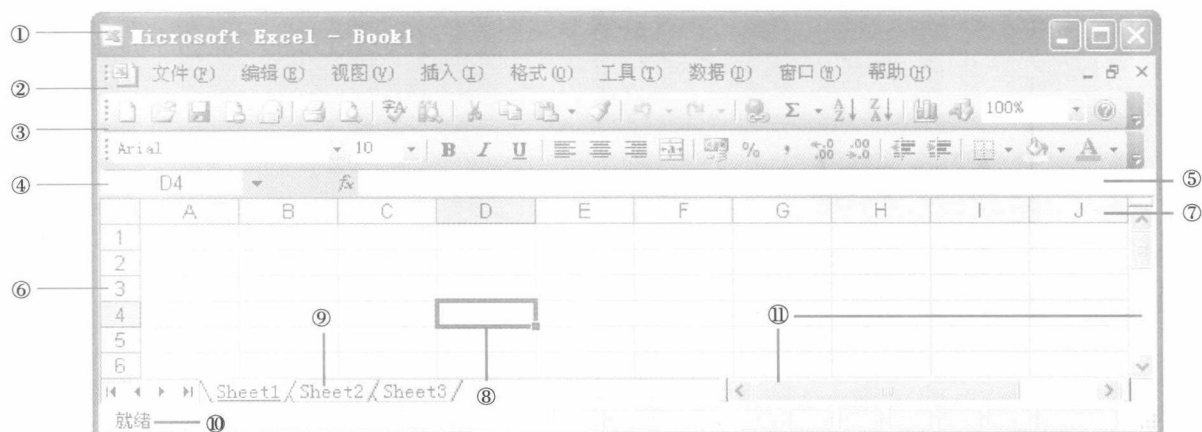 ① Microsoft Excel - Book1
② 文件(F) 编辑(E) 视图(V) 插入(I) 格式(O) 工具(T) 数据(D) 窗口(W) 帮助(H)
100%
③ Arial 10 B I U % ,
④ D4 fx ⑤
A B C D E F G H I J ⑦
1
2
⑥ 3
4
5
6
⑨ ⑧ ⑪
Sheet1 Sheet2 Sheet3
就绪 ⑩